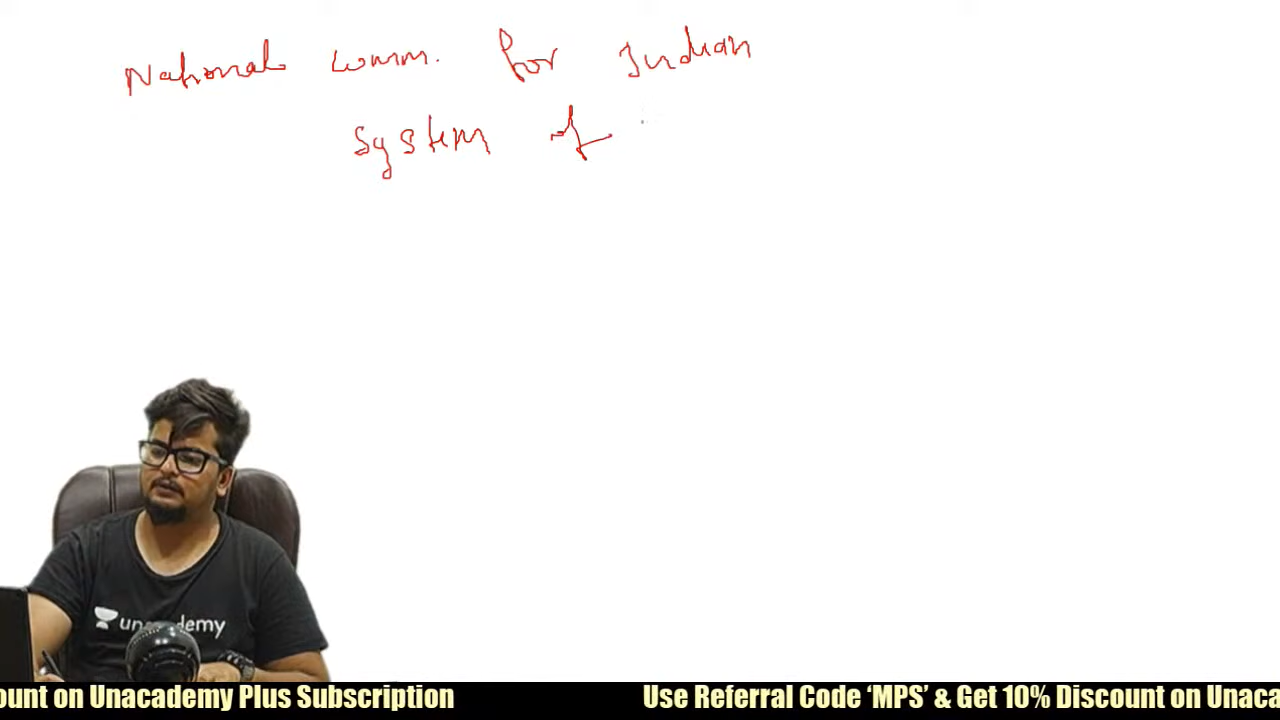 National Comm. for Indian
System of
unacademy
ount on Unacademy Plus Subscription
Use Referral Code ‘MPS’ & Get 10% Discount on Unaca